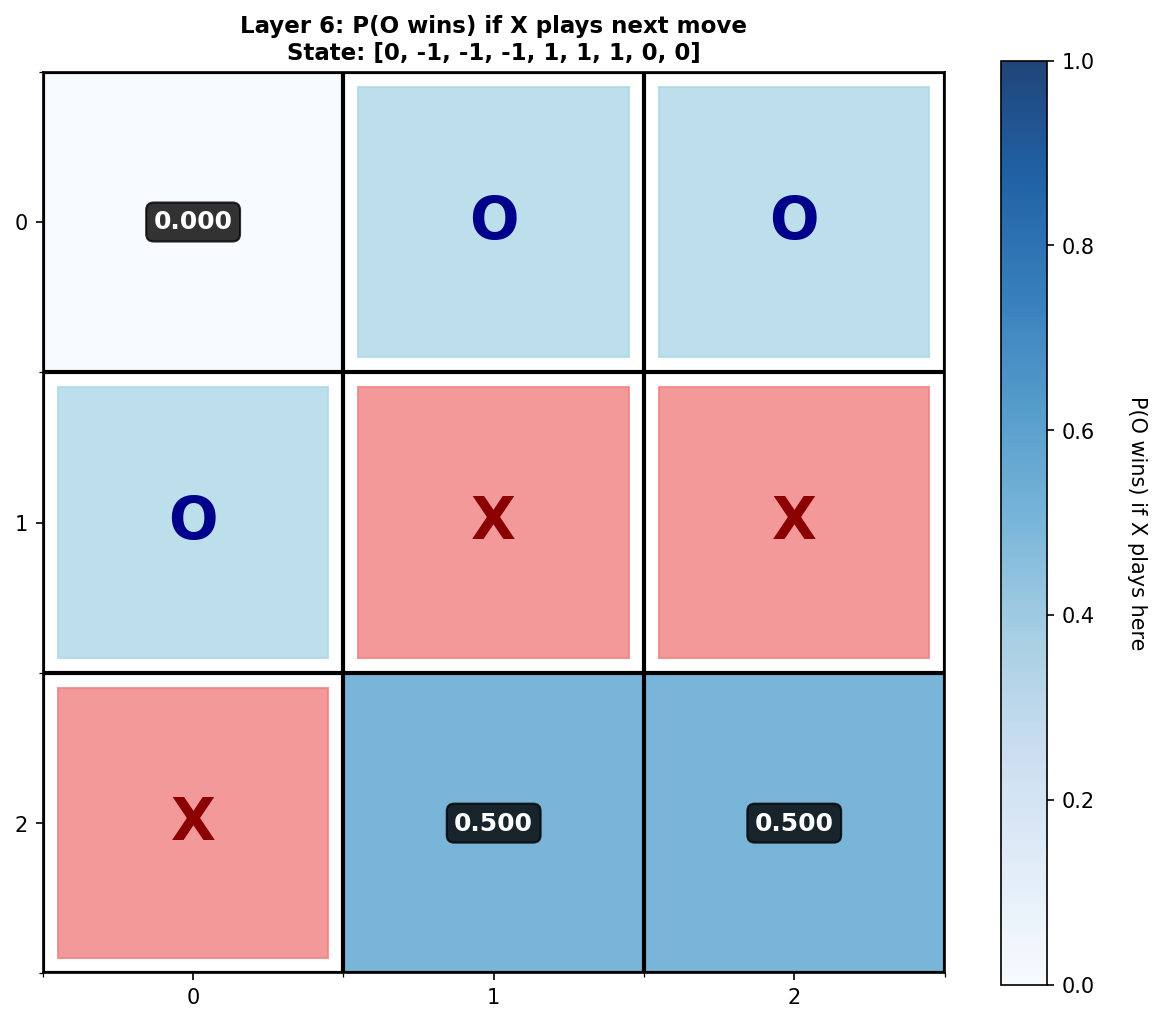 Layer 6: P(O wins) if X plays next move
State: [0, -1, -1, -1, 1, 1, 1, 0, 0]
0
0.000
O
O
1
O
X
X
2
X
0.500
0.500
0
1
2
1.0
0.8
0.6
0.4
0.2
0.0
P(O wins) if X plays here